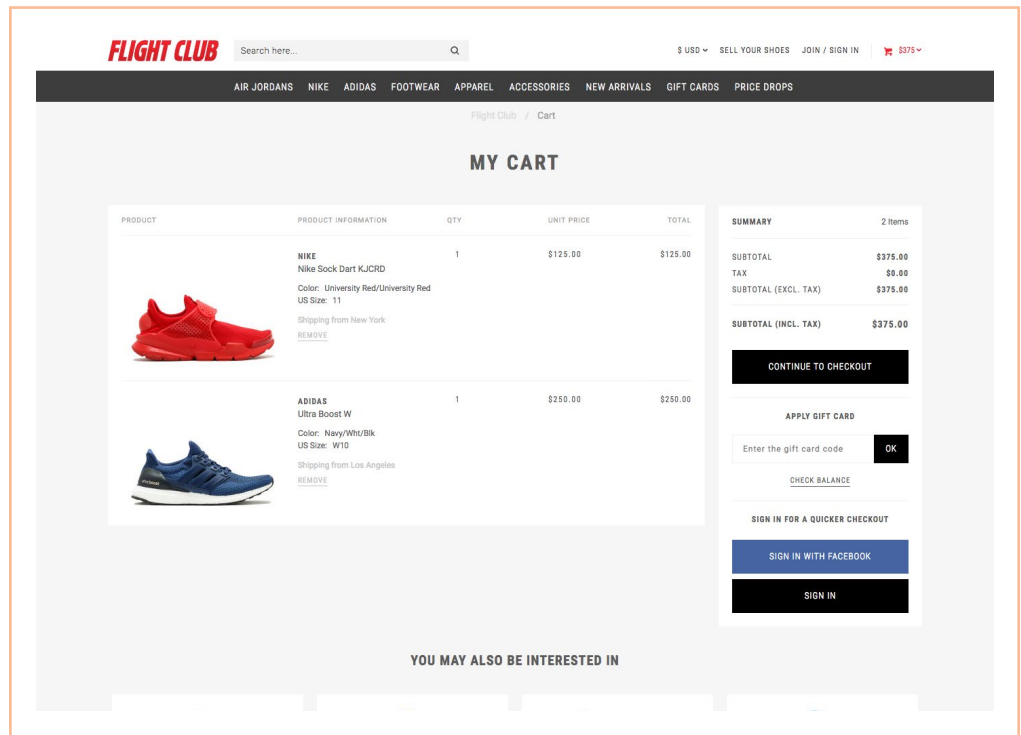 FLIGHT CLUB
Search here...
$ USD
SELL YOUR SHOES
JOIN / SIGN IN
$375
AIR JORDANS NIKE ADIDAS FOOTWEAR APPAREL ACCESSORIES NEW ARRIVALS GIFT CARDS PRICE DROPS
Flight Club / Cart
MY CART
PRODUCT PRODUCT INFORMATION QTY UNIT PRICE TOTAL
NIKE 1 $125.00 $125.00
Nike Sock Dart KJCRD
Color: University Red/University Red
US Size: 11
Shipping from New York
REMOVE
ADIDAS 1 $250.00 $250.00
Ultra Boost W
Color: Navy/Wht/Blk
US Size: W10
Shipping from Los Angeles
REMOVE
SUMMARY 2 Items
SUBTOTAL $375.00
TAX $0.00
SUBTOTAL (EXCL. TAX) $375.00
SUBTOTAL (INCL. TAX) $375.00
CONTINUE TO CHECKOUT
APPLY GIFT CARD
Enter the gift card code OK
CHECK BALANCE
SIGN IN FOR A QUICKER CHECKOUT
SIGN IN WITH FACEBOOK
SIGN IN
YOU MAY ALSO BE INTERESTED IN